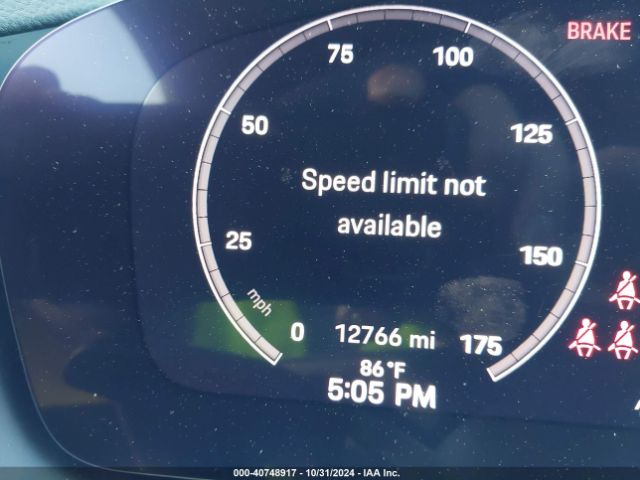 BRAKE
75
100
50
125
Speed limit not
available
25
150
mph
0
12766 mi
175
86°F
5:05 PM
000-40748917 - 10/31/2024 - IAA Inc.